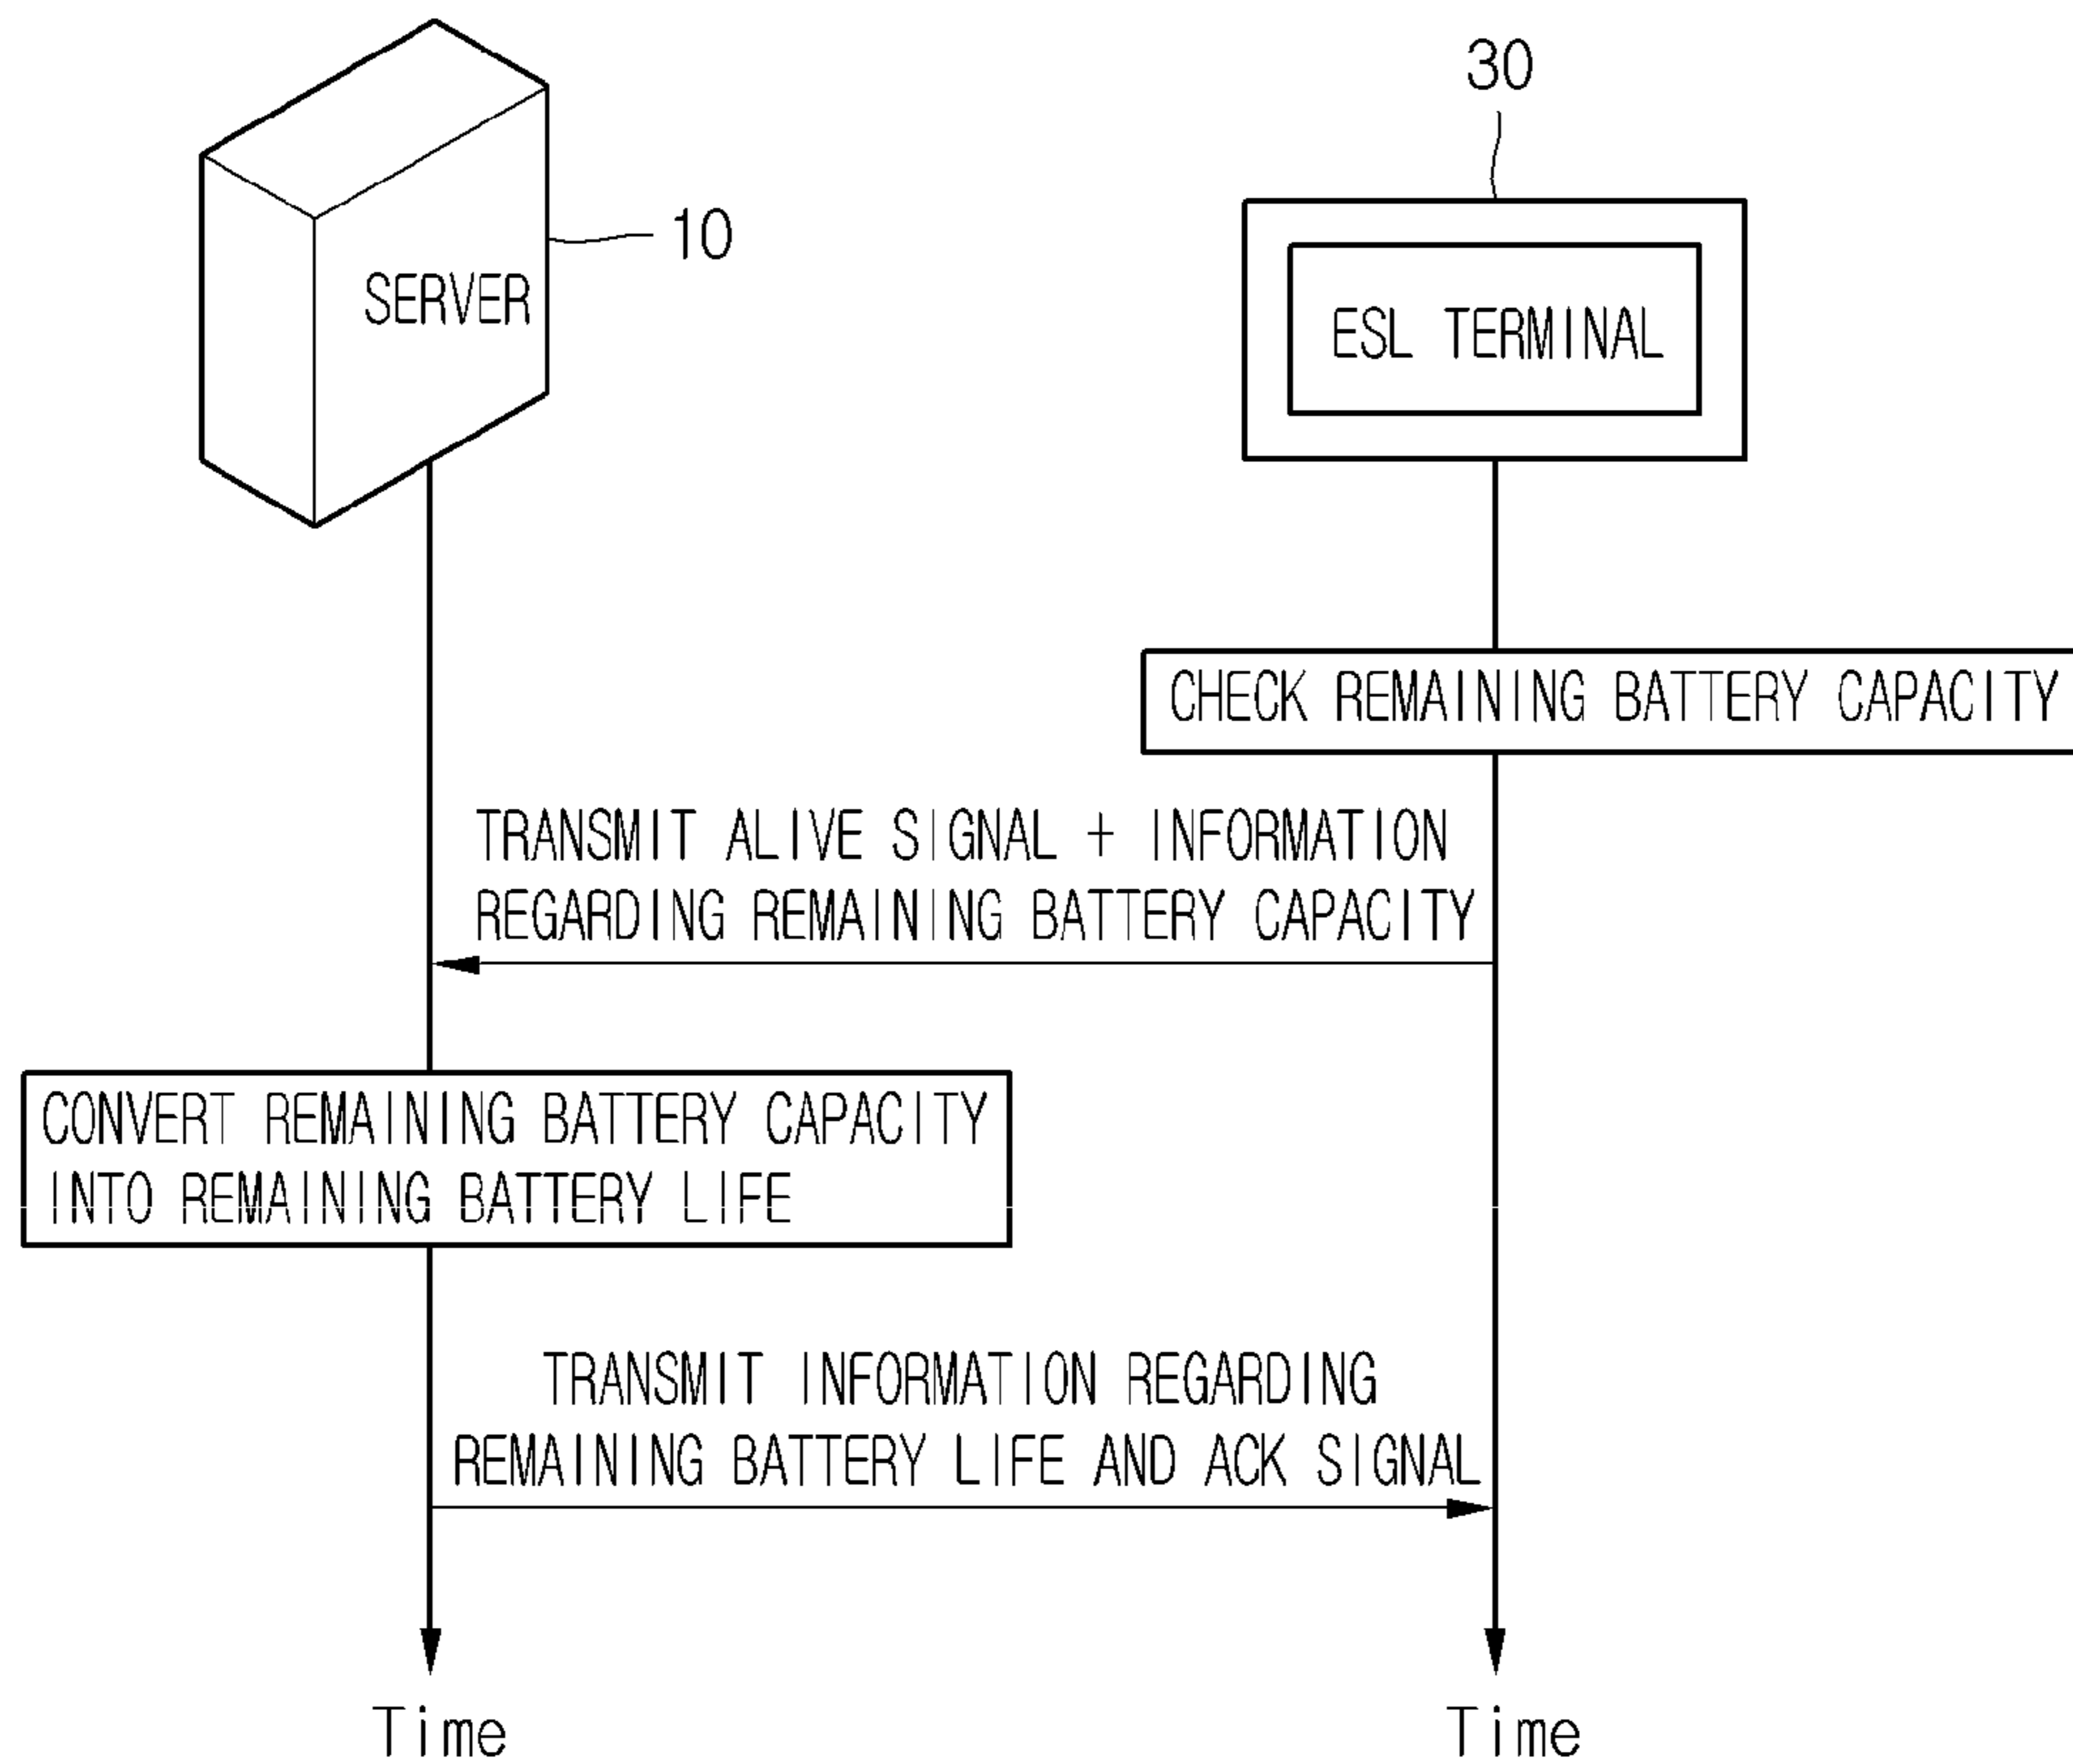 30
10
SERVER
ESL TERMINAL
CHECK REMAINING BATTERY CAPACITY
TRANSMIT ALIVE SIGNAL + INFORMATION
REGARDING REMAINING BATTERY CAPACITY
CONVERT REMAINING BATTERY CAPACITY
INTO REMAINING BATTERY LIFE
TRANSMIT INFORMATION REGARDING
REMAINING BATTERY LIFE AND ACK SIGNAL
Time
Time